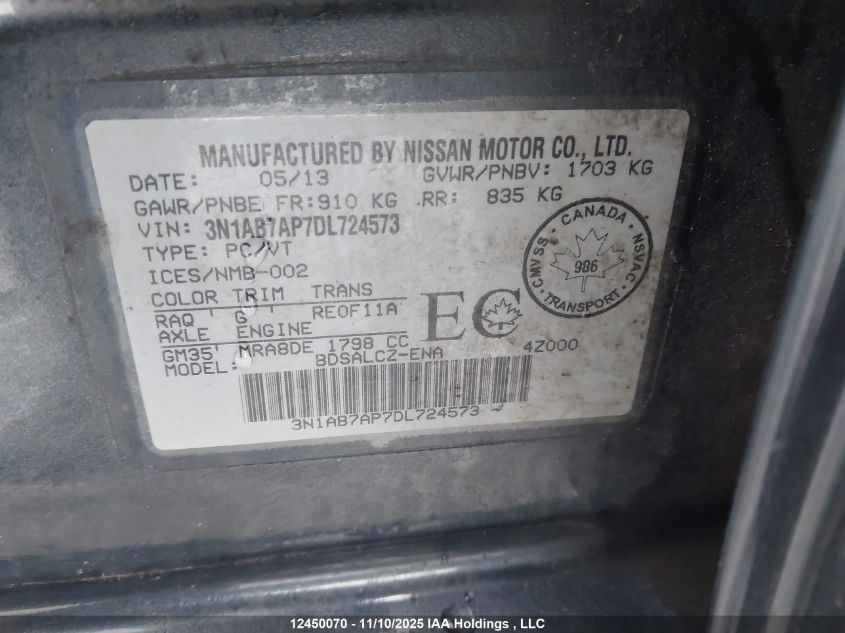 MANUFACTURED BY NISSAN MOTOR CO., LTD.
DATE: 05/13 GVWR/PNBV: 1703 KG
GAWR/PNBE FR:910 KG RR: 835 KG
VIN: 3N1AB7AP7DL724573
TYPE: PC/VT
ICES/NMB-002
COLOR TRIM TRANS
RAQ ' G ' RE0F11A
AXLE ENGINE
GM35' MRA8DE 1798 CC
MODEL: BDSALCZ-ENA 4Z000
EC
CANADA
CMVSS NSVAC
986
TRANSPORT
3N1AB7AP7DL724573
12450070 - 11/10/2025 IAA Holdings , LLC